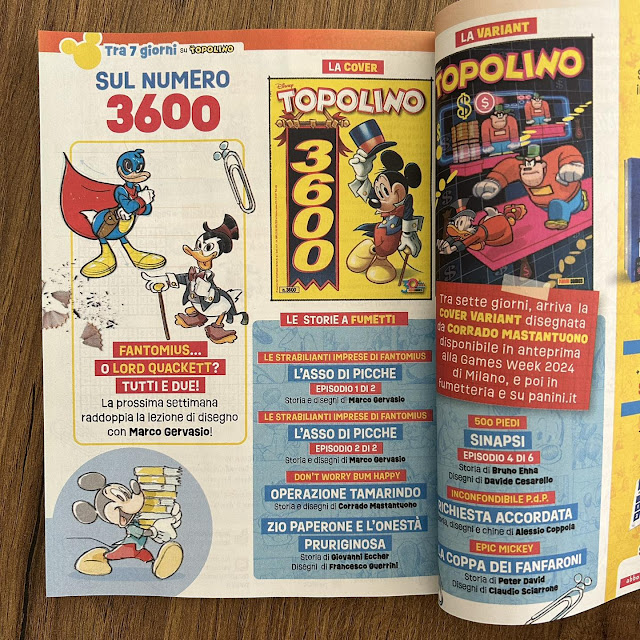 Tra 7 giorni su TOPOLINO
SUL NUMERO
3600
FANTOMIUS...
O LORD QUACKETT?
TUTTI E DUE!
La prossima settimana
raddoppia la lezione di disegno
con Marco Gervasio!
LA COVER
Disney
TOPOLINO
3600
n.3600
LE STORIE A FUMETTI
LE STRABILIANTI IMPRESE DI FANTOMIUS
L'ASSO DI PICCHE
EPISODIO 1 DI 2
Storia e disegni di Marco Gervasio
LE STRABILIANTI IMPRESE DI FANTOMIUS
L'ASSO DI PICCHE
EPISODIO 2 DI 2
Storia e disegni di Marco Gervasio
DON'T WORRY BUM HAPPY
OPERAZIONE TAMARINDO
Storia e disegni di Corrado Mastantuono
ZIO PAPERONE E L'ONESTÀ
PRURIGINOSA
Storia di Giovanni Eccher
Disegni di Francesco Guerrini
LA VARIANT
TOPOLINO
PANINI COMICS
Tra sette giorni, arriva la
COVER VARIANT disegnata
da CORRADO MASTANTUONO
disponibile in anteprima
alla Games Week 2024
di Milano, e poi in
fumetteria e su panini.it
500 PIEDI
SINAPSI
EPISODIO 4 DI 6
Storia di Bruno Enna
Disegni di Davide Cesarello
INCONFONDIBILE P.d.P.
RICHIESTA ACCORDATA
Storia, disegni e chine di Alessio Coppola
EPIC MICKEY
LA COPPA DEI FANFARONI
Storia di Peter David
Disegni di Claudio Sciarrone
abbo